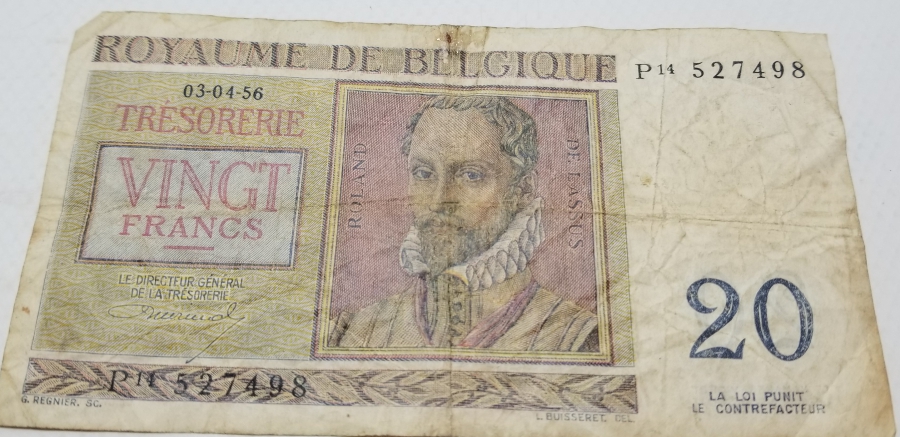 ROYAUME DE BELGIQUE
P14 527498
03-04-56
TRÉSORERIE
VINGT
FRANCS
LE DIRECTEUR GÉNÉRAL
DE LA TRÉSORERIE
ROLAND
DE LASSUS
20
P14 527498
G. REGNIER, SC.
L. BUISSERET, DEL.
LA LOI PUNIT
LE CONTREFACTEUR